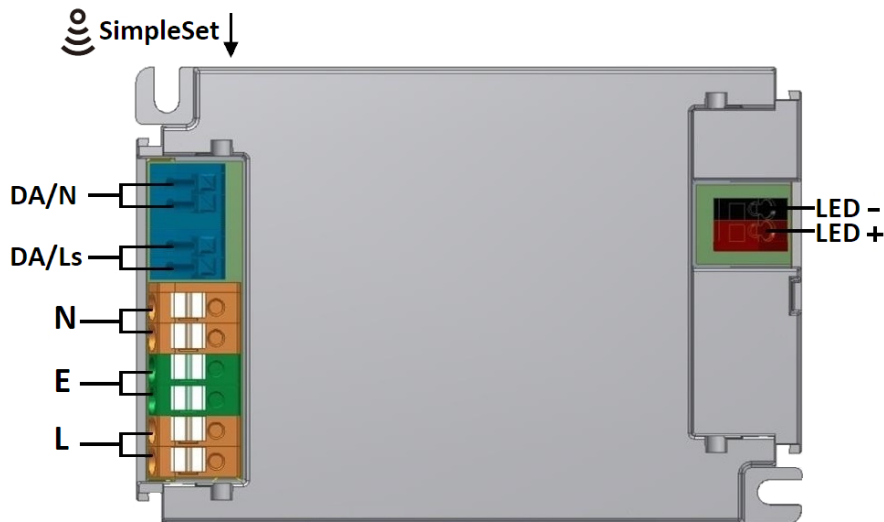 SimpleSet
DA/N
DA/Ls
N
E
L
LED -
LED +